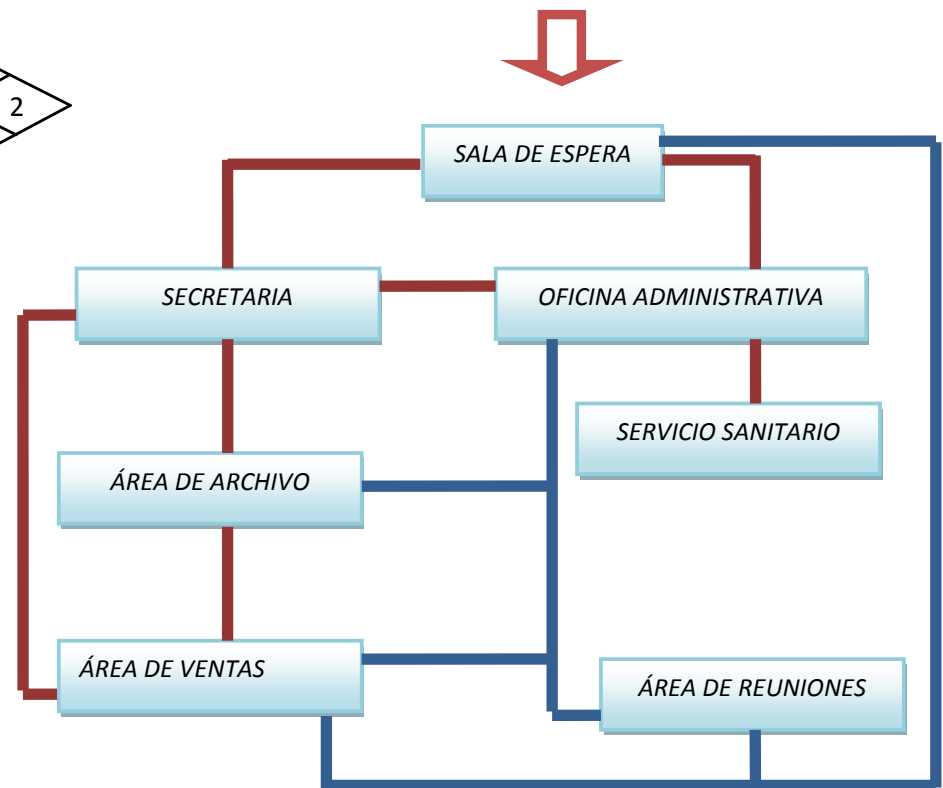 2
SALA DE ESPERA
SECRETARIA
OFICINA ADMINISTRATIVA
SERVICIO SANITARIO
ÁREA DE ARCHIVO
ÁREA DE VENTAS
ÁREA DE REUNIONES